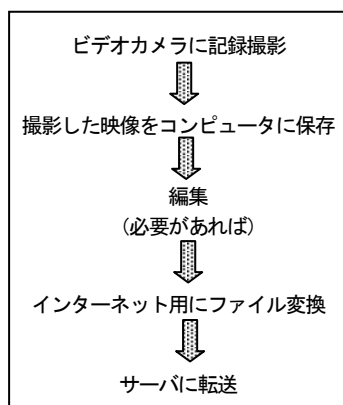 ビデオカメラに記録撮影
撮影した映像をコンピュータに保存
編集
(必要があれば)
インターネット用にファイル変換
サーバに転送